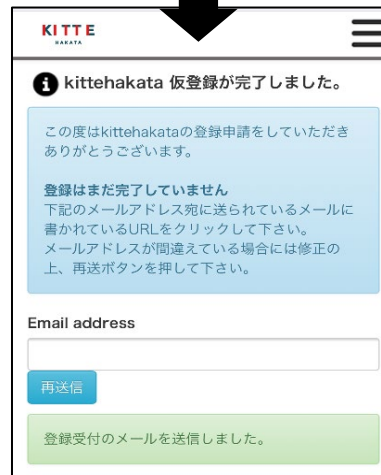 KITTE
HAKATA
kittehakata 仮登録が完了しました。
この度はkittehakataの登録申請をしていただき
ありがとうございます。
登録はまだ完了していません
下記のメールアドレス宛に送られているメールに
書かれているURLをクリックして下さい。
メールアドレスが間違えている場合には修正の
上、再送ボタンを押して下さい。
Email address
再送信
登録受付のメールを送信しました。